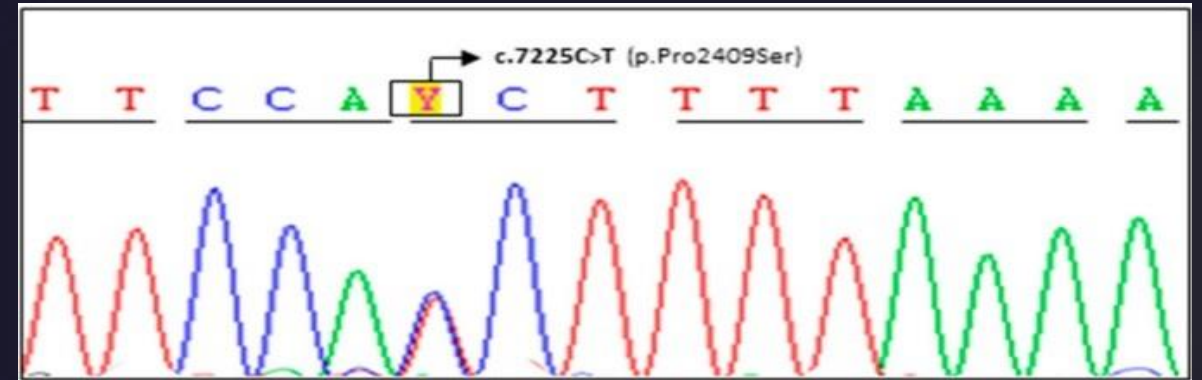 c.7225C>T (p.Pro2409Ser)
T T C C A Y C T T T T A A A A